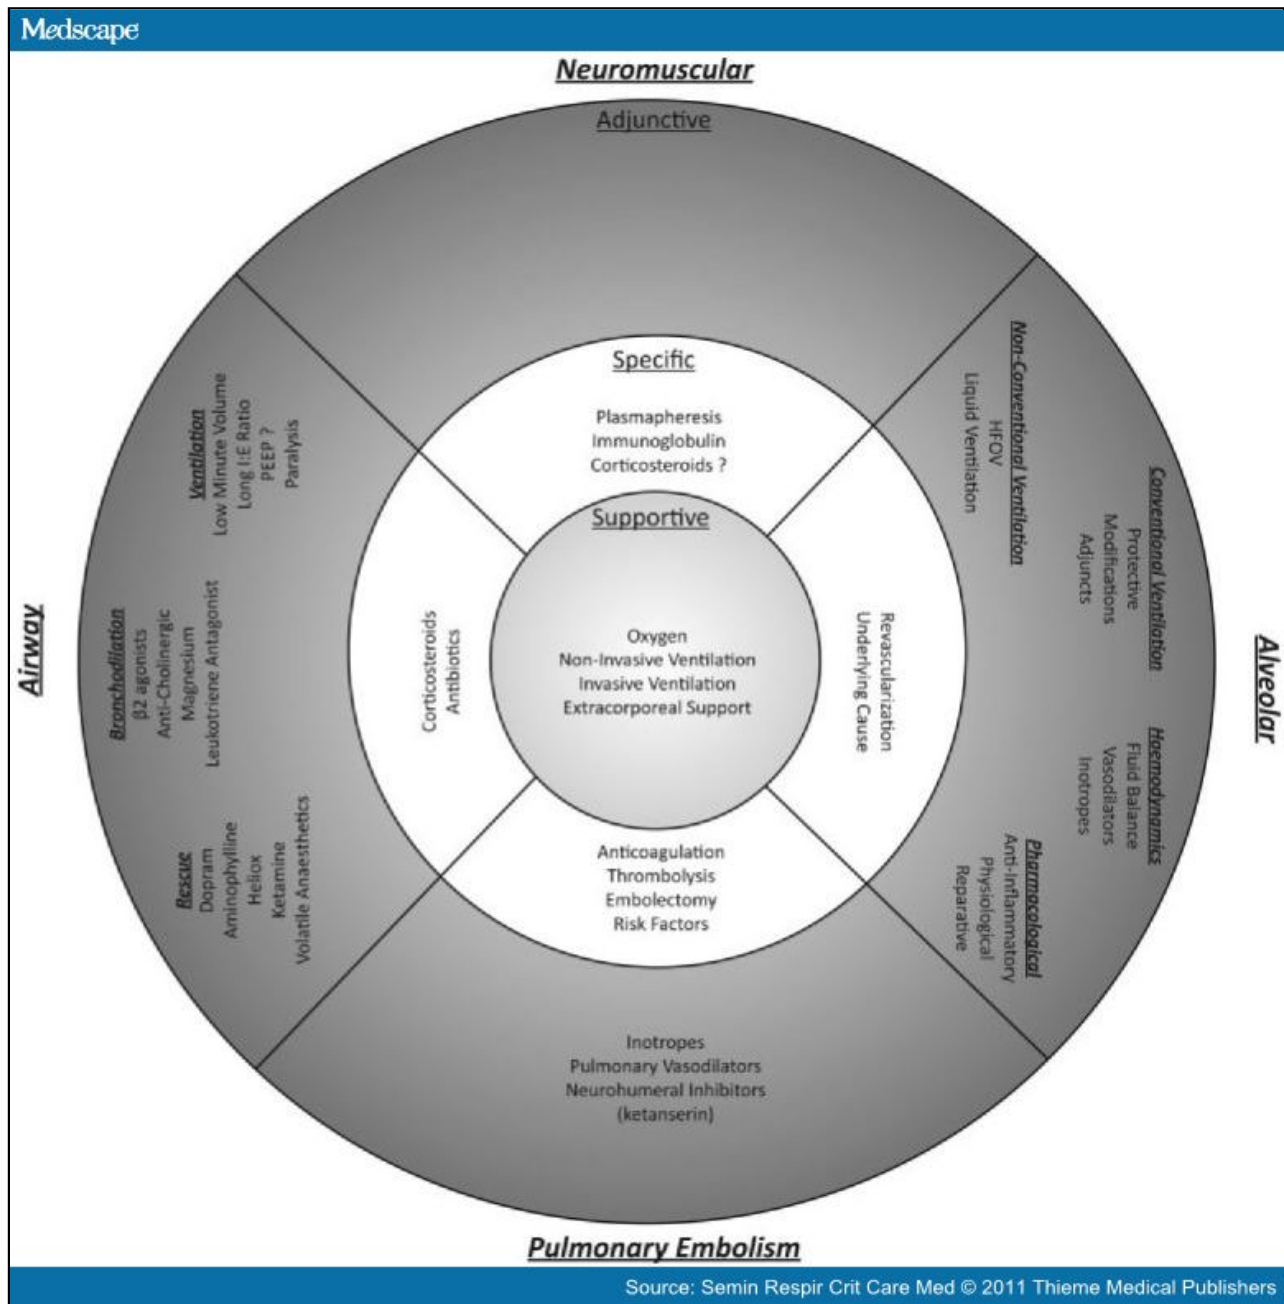 Medscape
Neuromuscular
Adjunctive
Specific
Plasmapheresis
Immunoglobulin
Corticosteroids ?
Supportive
Oxygen
Non-Invasive Ventilation
Invasive Ventilation
Extracorporeal Support
Airway
Ventilation
Low Minute Volume
Long I:E Ratio
PEEP ?
Paralysis
Bronchodilation
β2 agonists
Anti-Cholinergic
Magnesium
Leukotriene Antagonist
Rescue
Dopram
Aminophylline
Heliox
Ketamine
Volatile Anaesthetics
Corticosteroids
Antibiotics
Revascularization
Underlying Cause
Non-Conventional Ventilation
HFOV
Liquid Ventilation
Conventional Ventilation
Protective
Modifications
Adjuncts
Haemodynamics
Fluid Balance
Vasodilators
Inotropes
Pharmacological
Anti-Inflammatory
Physiological
Reparative
Alveolar
Anticoagulation
Thrombolysis
Embolectomy
Risk Factors
Inotropes
Pulmonary Vasodilators
Neurohumeral Inhibitors
(ketanserin)
Pulmonary Embolism
Source: Semin Respir Crit Care Med © 2011 Thieme Medical Publishers